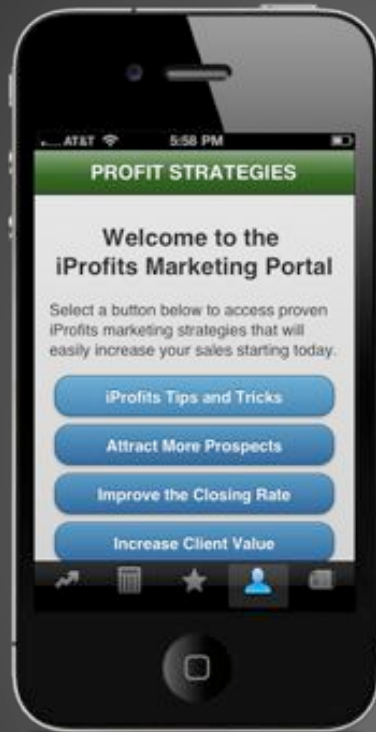 AT&T 5:58 PM
PROFIT STRATEGIES
Welcome to the
iProfits Marketing Portal
Select a button below to access proven
iProfits marketing strategies that will
easily increase your sales starting today.
iProfits Tips and Tricks
Attract More Prospects
Improve the Closing Rate
Increase Client Value